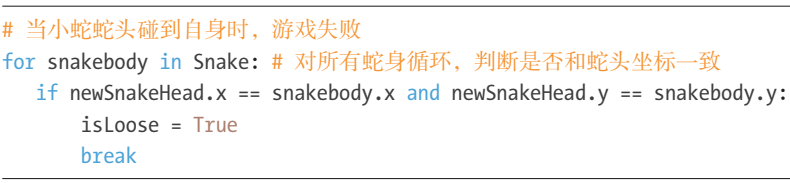 # 当小蛇蛇头碰到自身时，游戏失败
for snakebody in Snake: # 对所有蛇身循环，判断是否和蛇头坐标一致
   if newSnakeHead.x == snakebody.x and newSnakeHead.y == snakebody.y:
       isLoose = True
       break